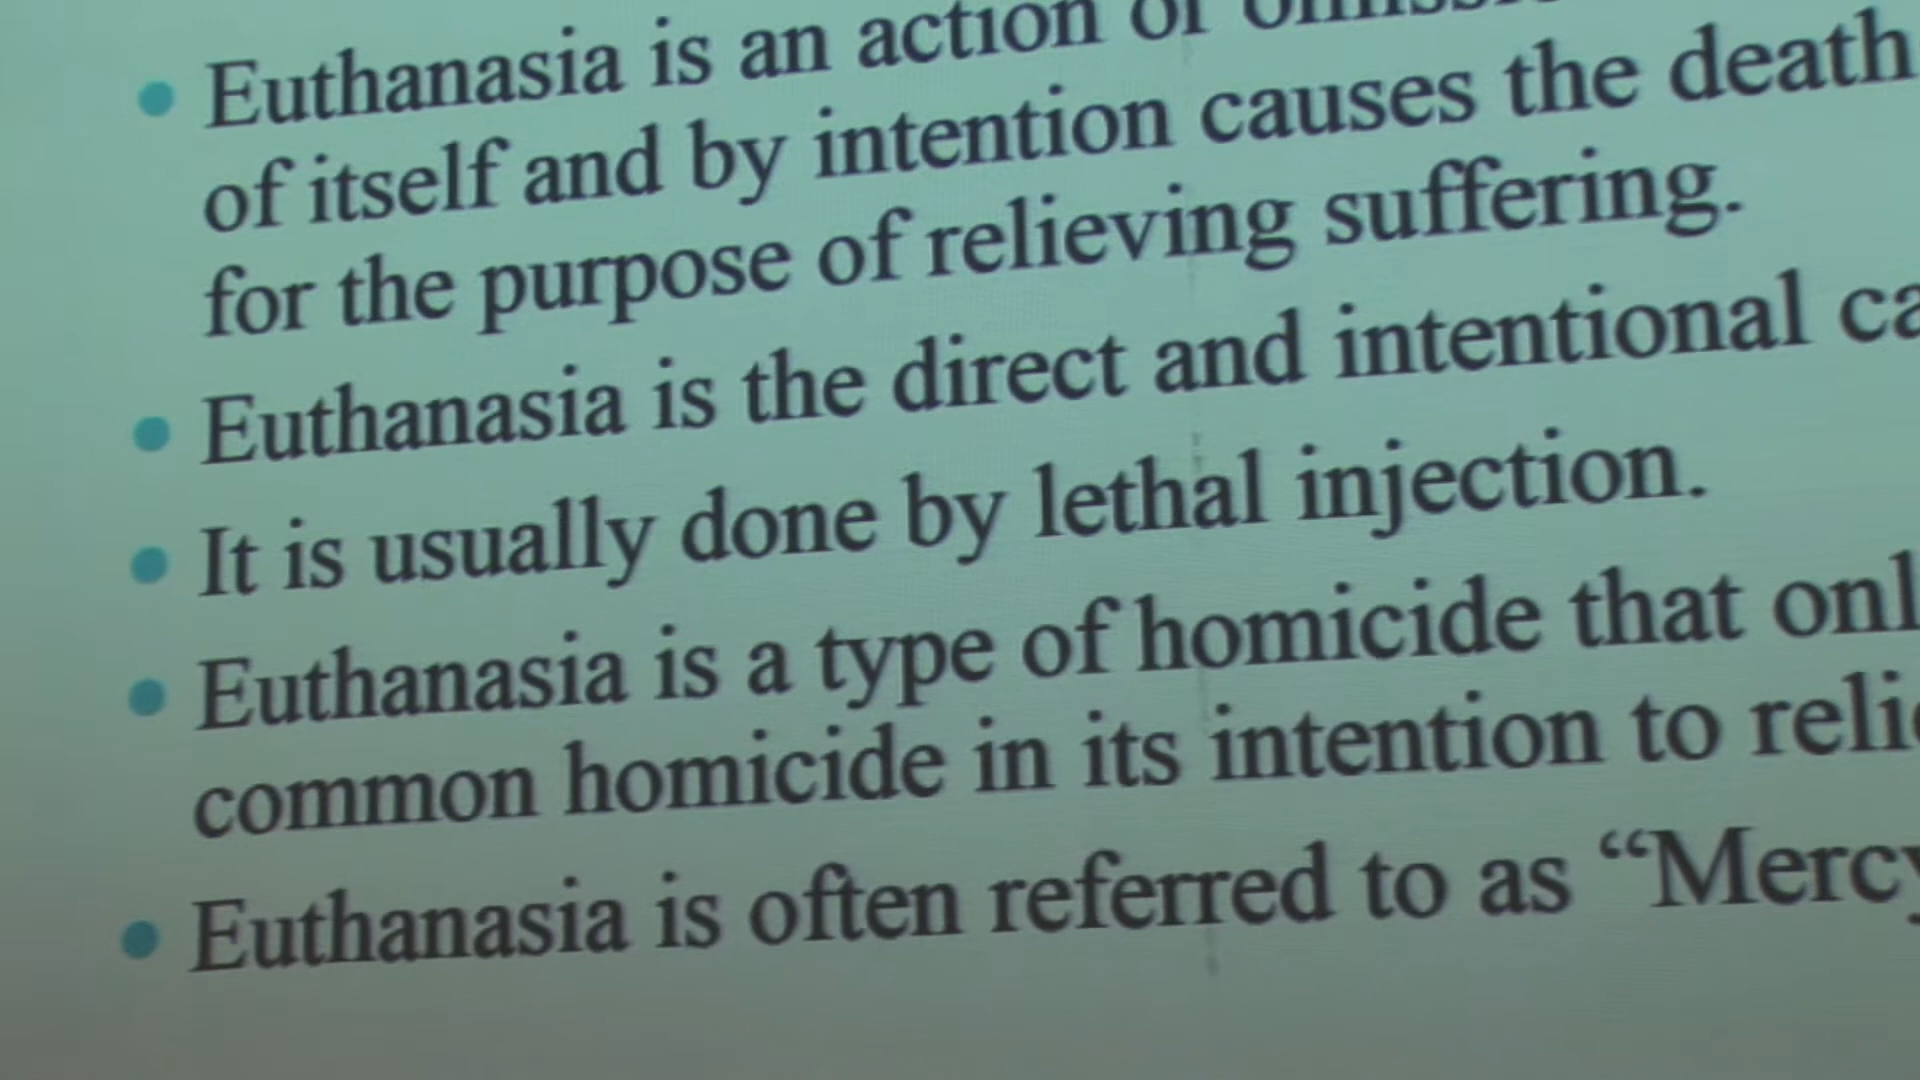 Euthanasia is an action or
of itself and by intention causes the death
for the purpose of relieving suffering.
Euthanasia is the direct and intentional
It is usually done by lethal injection.
Euthanasia is a type of homicide that
common homicide in its intention to
Euthanasia is often referred to as “Mercy